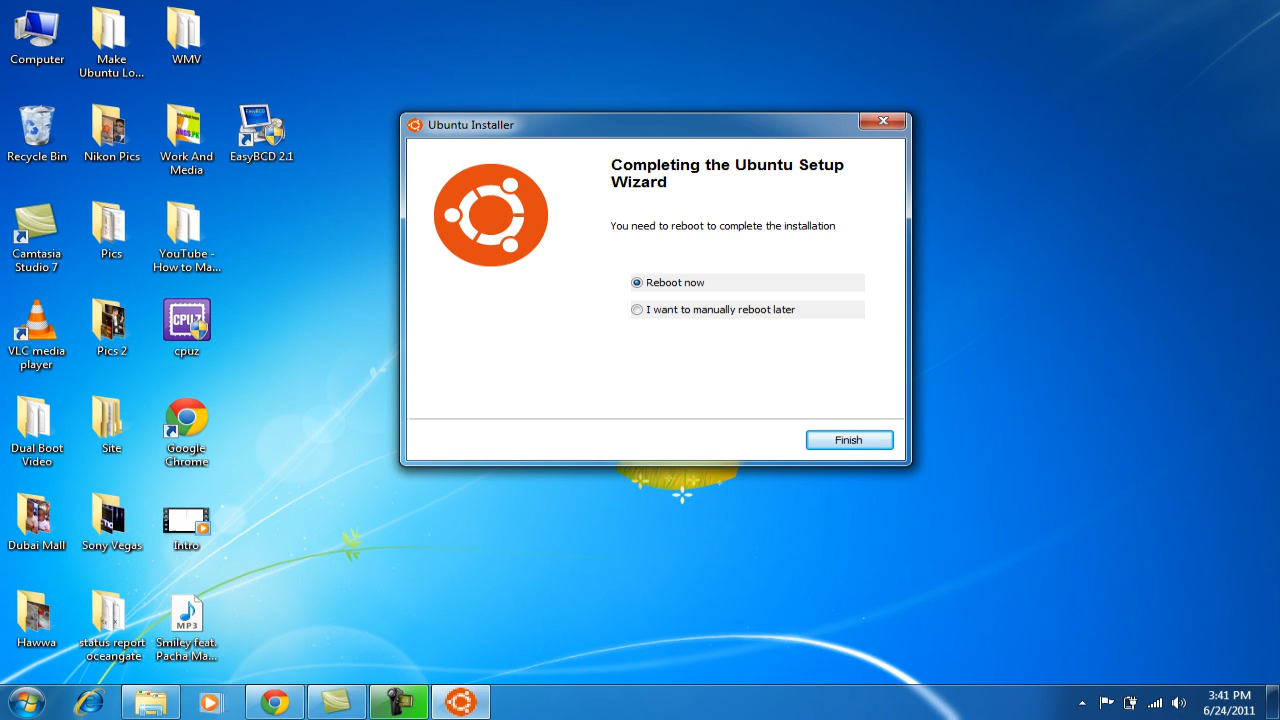 Computer
Make
Ubuntu Lo...
WMV
Recycle Bin
Nikon Pics
Work And
Media
EasyBCD
EasyBCD 2.1
Camtasia
Studio 7
Pics
YouTube -
How to Ma...
VLC media
player
Pics 2
CPUZ
cpuz
Dual Boot
Video
Site
Google
Chrome
Dubai Mall
Sony Vegas
Intro
Hawwa
status report
oceangate
MP3
Smiley feat.
Pacha Ma...
Ubuntu Installer
Completing the Ubuntu Setup
Wizard
You need to reboot to complete the installation
Reboot now
I want to manually reboot later
Finish
3:41 PM
6/24/2011